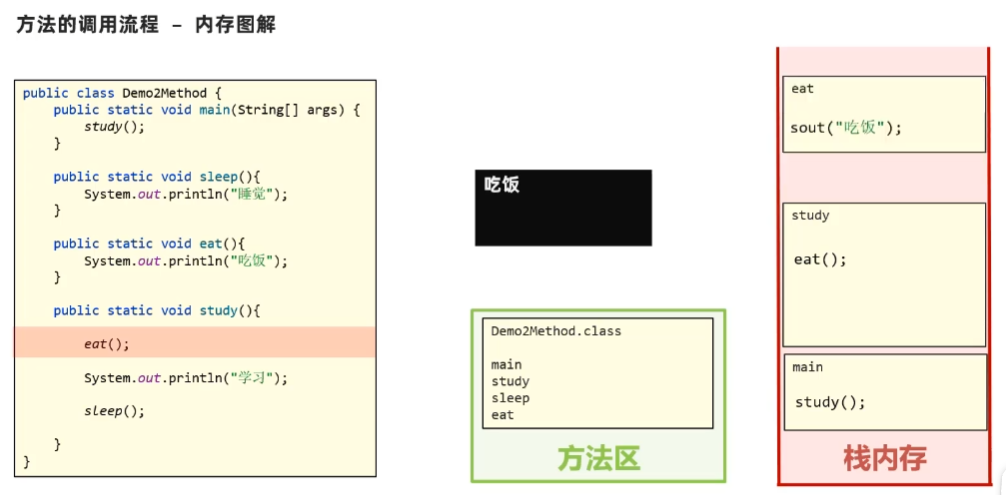 方法的调用流程 – 内存图解
public class Demo2Method {
public static void main(String[] args) {
study();
}
public static void sleep(){
System.out.println("睡觉");
}
public static void eat(){
System.out.println("吃饭");
}
public static void study(){
eat();
System.out.println("学习");
sleep();
}
}
吃饭
Demo2Method.class
main
study
sleep
eat
方法区
eat
sout("吃饭");
study
eat();
main
study();
栈内存